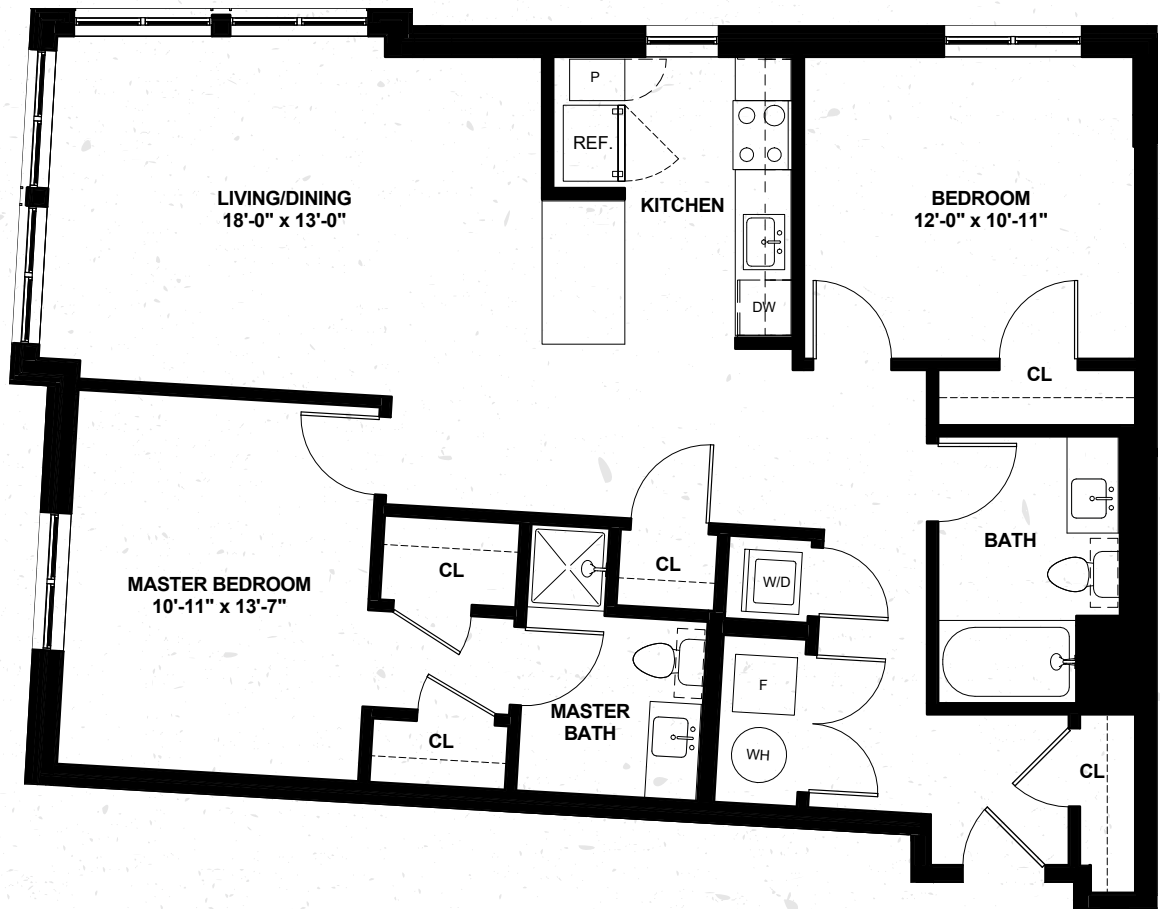 P
REF.
KITCHEN
DW
LIVING/DINING
18'-0" x 13'-0"
BEDROOM
12'-0" x 10'-11"
CL
BATH
MASTER BEDROOM
10'-11" x 13'-7"
CL
CL
W/D
CL
MASTER
BATH
F
WH
CL